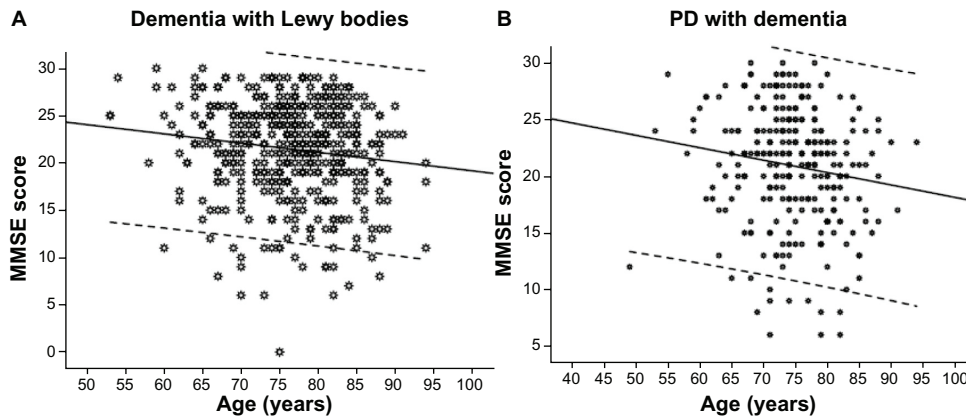 A Dementia with Lewy bodies
MMSE score
30
25
20
15
10
5
0
50 55 60 65 70 75 80 85 90 95 100
Age (years)
B PD with dementia
MMSE score
30
25
20
15
10
5
40 45 50 55 60 65 70 75 80 85 90 95 100
Age (years)